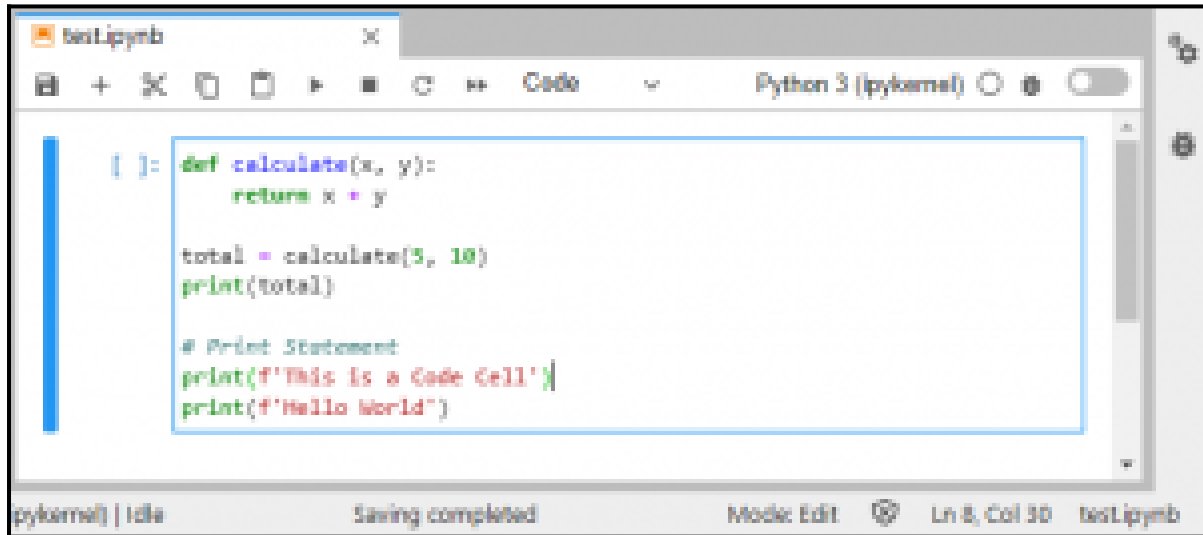 test.ipynb
Code Python 3 (ipykernel)
[ ]:
def calculate(x, y):
    return x + y
total = calculate(5, 10)
print(total)
# Print Statement
print(f'This is a Code Cell')
print(f'Hello World")
ipykernel) | Idle Saving completed Mode: Edit Ln 8, Col 30 test.ipynb